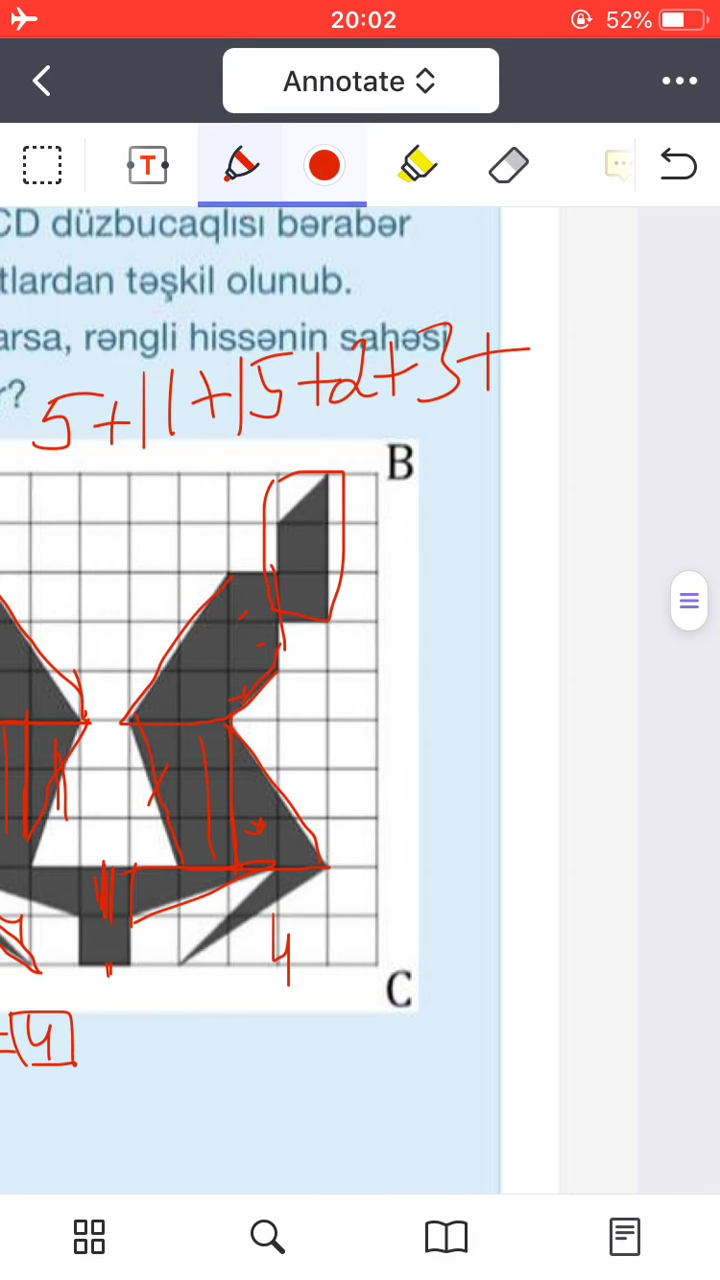 20:02
52%
Annotate
T
CD düzbucaqlısı bərabər
tlardan təşkil olunub.
arsa, rəngli hissənin sahəsi
r?
5+11+15+2+3+
B
4
C
=4